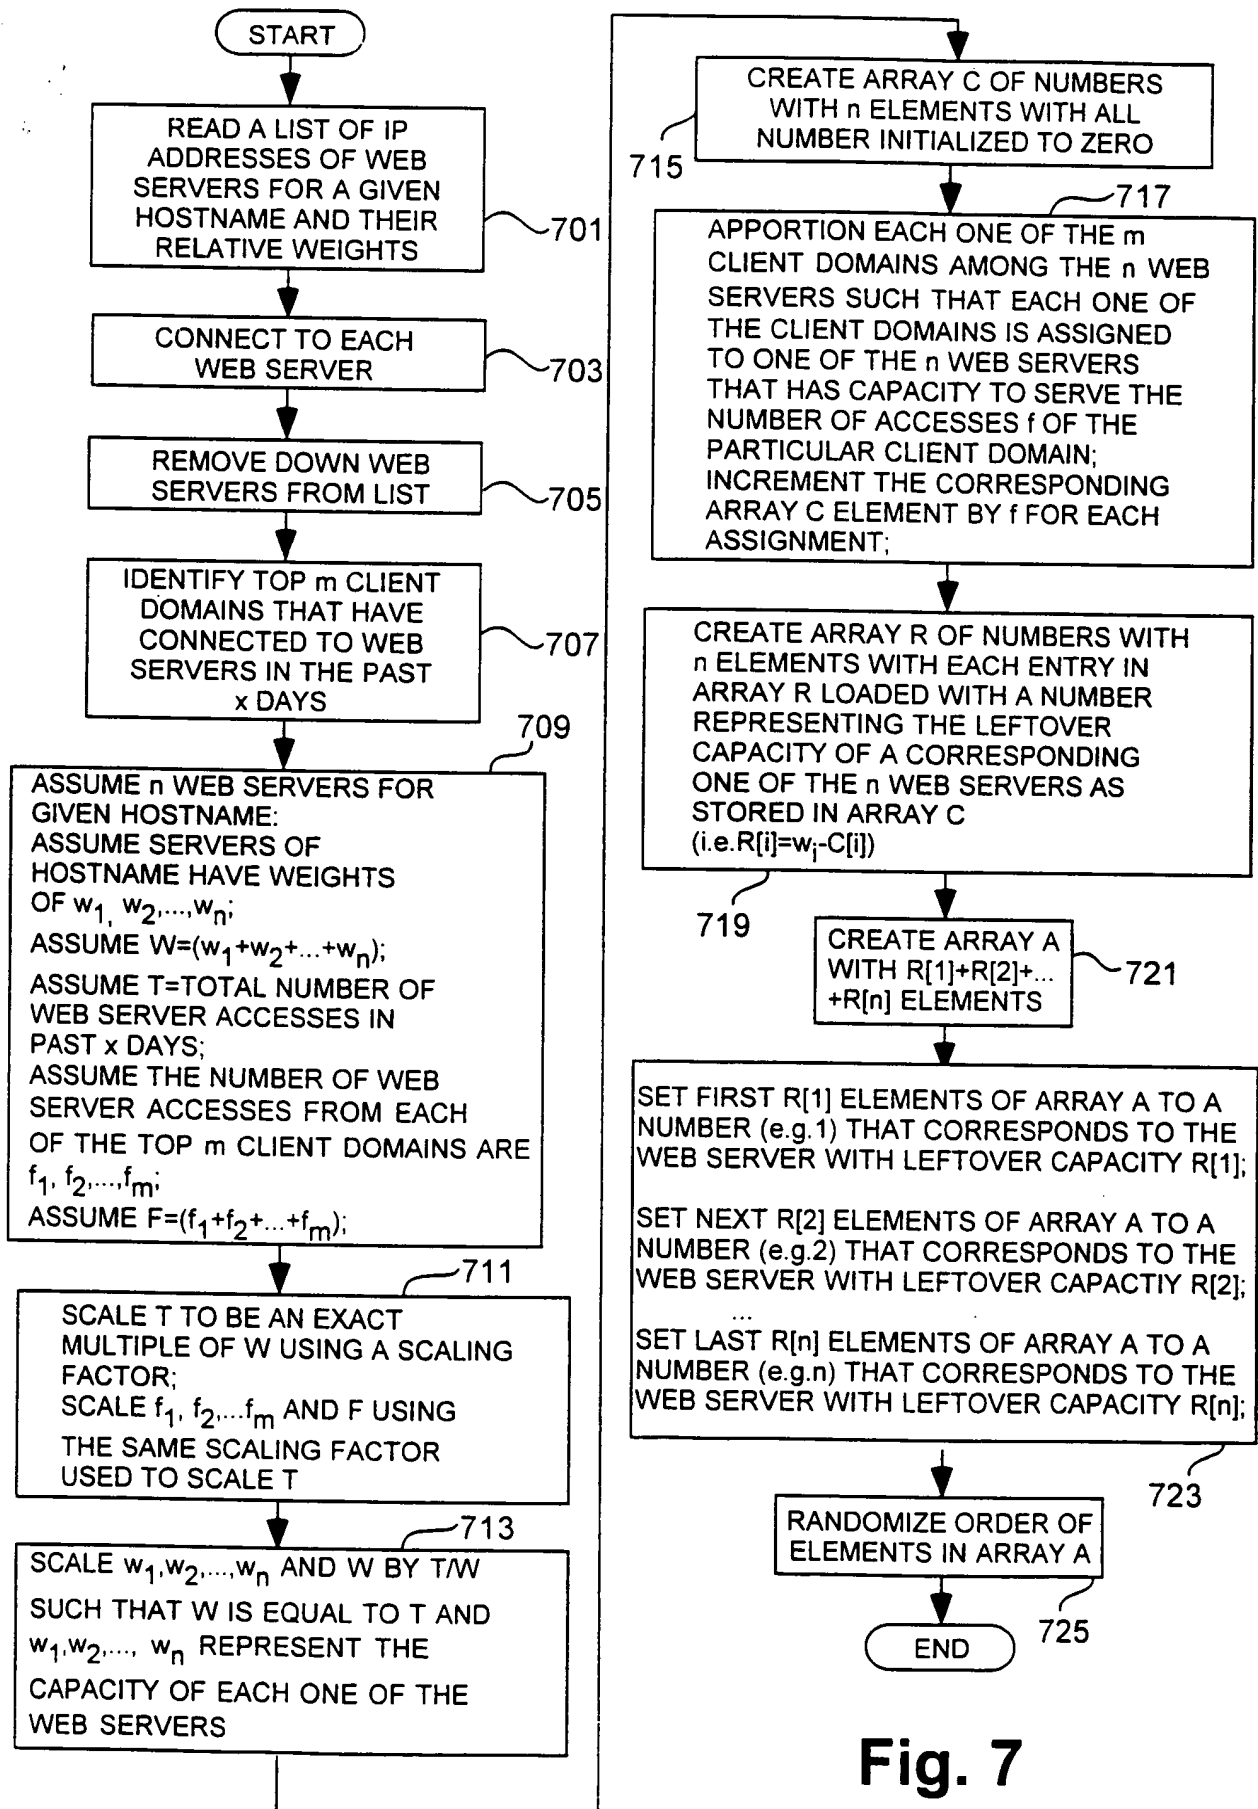 START
READ A LIST OF IP
ADDRESSES OF WEB
SERVERS FOR A GIVEN
HOSTNAME AND THEIR
RELATIVE WEIGHTS
701
CONNECT TO EACH
WEB SERVER
703
REMOVE DOWN WEB
SERVERS FROM LIST
705
IDENTIFY TOP m CLIENT
DOMAINS THAT HAVE
CONNECTED TO WEB
SERVERS IN THE PAST
x DAYS
707
709
ASSUME n WEB SERVERS FOR
GIVEN HOSTNAME:
ASSUME SERVERS OF
HOSTNAME HAVE WEIGHTS
OF w1, w2,...,wn;
ASSUME W=(w1+w2+...+wn);
ASSUME T=TOTAL NUMBER OF
WEB SERVER ACCESSES IN
PAST x DAYS;
ASSUME THE NUMBER OF WEB
SERVER ACCESSES FROM EACH
OF THE TOP m CLIENT DOMAINS ARE
f1, f2,...,fm;
ASSUME F=(f1+f2+...+fm);
711
SCALE T TO BE AN EXACT
MULTIPLE OF W USING A SCALING
FACTOR;
SCALE f1, f2,...fm AND F USING
THE SAME SCALING FACTOR
USED TO SCALE T
713
SCALE w1,w2,...,wn AND W BY T/W
SUCH THAT W IS EQUAL TO T AND
w1,w2,..., wn REPRESENT THE
CAPACITY OF EACH ONE OF THE
WEB SERVERS
CREATE ARRAY C OF NUMBERS
WITH n ELEMENTS WITH ALL
NUMBER INITIALIZED TO ZERO
715
717
APPORTION EACH ONE OF THE m
CLIENT DOMAINS AMONG THE n WEB
SERVERS SUCH THAT EACH ONE OF
THE CLIENT DOMAINS IS ASSIGNED
TO ONE OF THE n WEB SERVERS
THAT HAS CAPACITY TO SERVE THE
NUMBER OF ACCESSES f OF THE
PARTICULAR CLIENT DOMAIN;
INCREMENT THE CORRESPONDING
ARRAY C ELEMENT BY f FOR EACH
ASSIGNMENT;
CREATE ARRAY R OF NUMBERS WITH
n ELEMENTS WITH EACH ENTRY IN
ARRAY R LOADED WITH A NUMBER
REPRESENTING THE LEFTOVER
CAPACITY OF A CORRESPONDING
ONE OF THE n WEB SERVERS AS
STORED IN ARRAY C
(i.e.R[i]=wi-C[i])
719
CREATE ARRAY A
WITH R[1]+R[2]+...
+R[n] ELEMENTS
721
SET FIRST R[1] ELEMENTS OF ARRAY A TO A
NUMBER (e.g.1) THAT CORRESPONDS TO THE
WEB SERVER WITH LEFTOVER CAPACITY R[1];
SET NEXT R[2] ELEMENTS OF ARRAY A TO A
NUMBER (e.g.2) THAT CORRESPONDS TO THE
WEB SERVER WITH LEFTOVER CAPACTIY R[2];
...
SET LAST R[n] ELEMENTS OF ARRAY A TO A
NUMBER (e.g.n) THAT CORRESPONDS TO THE
WEB SERVER WITH LEFTOVER CAPACITY R[n];
723
RANDOMIZE ORDER OF
ELEMENTS IN ARRAY A
725
END
Fig. 7